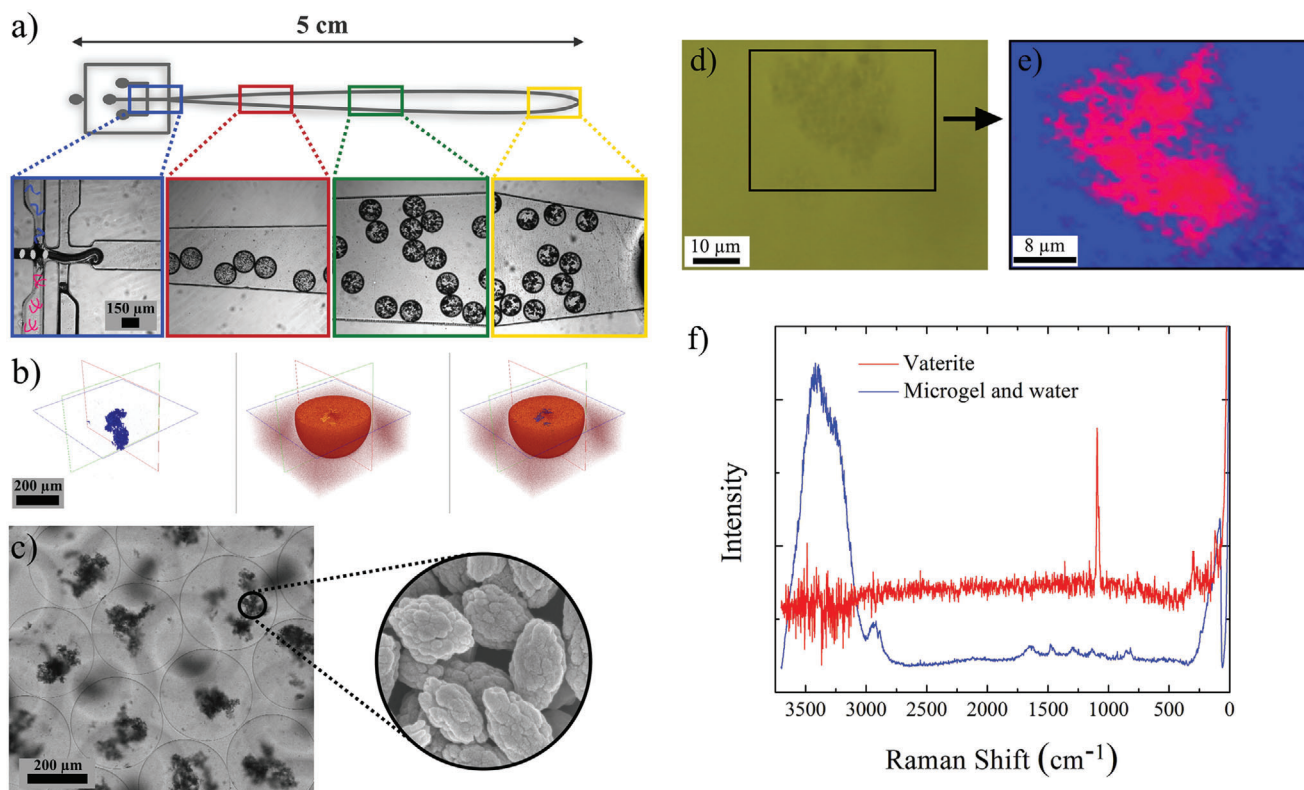 a)
5 cm
150 µm
b)
200 µm
c)
200 µm
d)
10 µm
e)
8 µm
f)
Vaterite
Microgel and water
Intensity
3500 3000 2500 2000 1500 1000 500 0
Raman Shift (cm⁻¹)